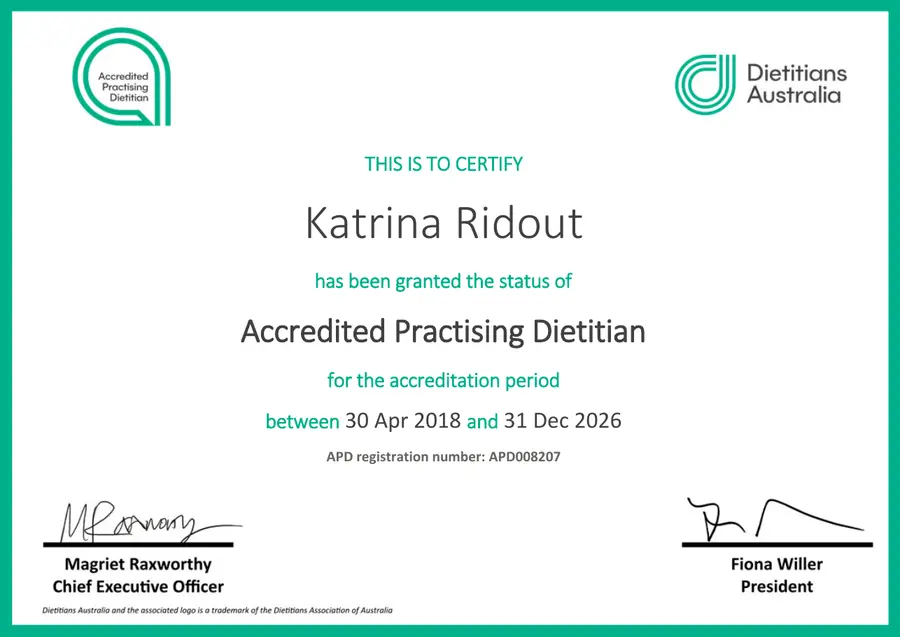 Accredited
Practising
Dietitian
Dietitians
Australia
THIS IS TO CERTIFY
Katrina Ridout
has been granted the status of
Accredited Practising Dietitian
for the accreditation period
between 30 Apr 2018 and 31 Dec 2026
APD registration number: APD008207
Magriet Raxworthy
Chief Executive Officer
Fiona Willer
President
Dietitians Australia and the associated logo is a trademark of the Dietitians Association of Australia